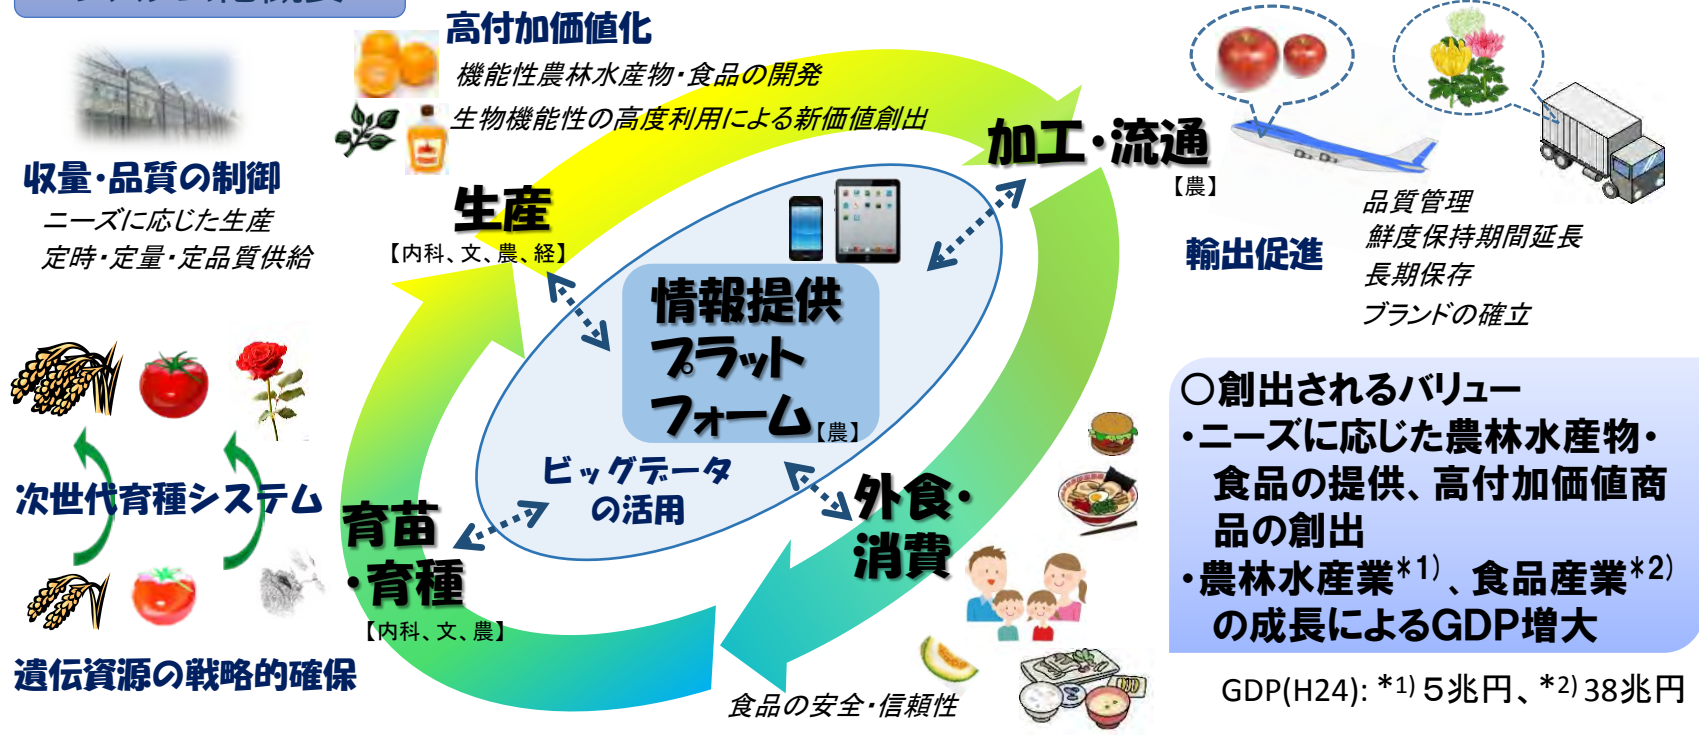 高付加価値化
機能性農林水産物・食品の開発
生物機能性の高度利用による新価値創出
収量・品質の制御
ニーズに応じた生産
定時・定量・定品質供給
生産
【内科、文、農、経】
加工・流通
【農】
品質管理
鮮度保持期間延長
長期保存
ブランドの確立
輸出促進
情報提供
プラット
フォーム
【農】
ビッグデータ
の活用
次世代育種システム
育苗
・育種
【内科、文、農】
遺伝資源の戦略的確保
外食・
消費
食品の安全・信頼性
○創出されるバリュー
・ニーズに応じた農林水産物・
食品の提供、高付加価値商
品の創出
・農林水産業*1)、食品産業*2)
の成長によるGDP増大
GDP(H24): *1)５兆円、*2)38兆円